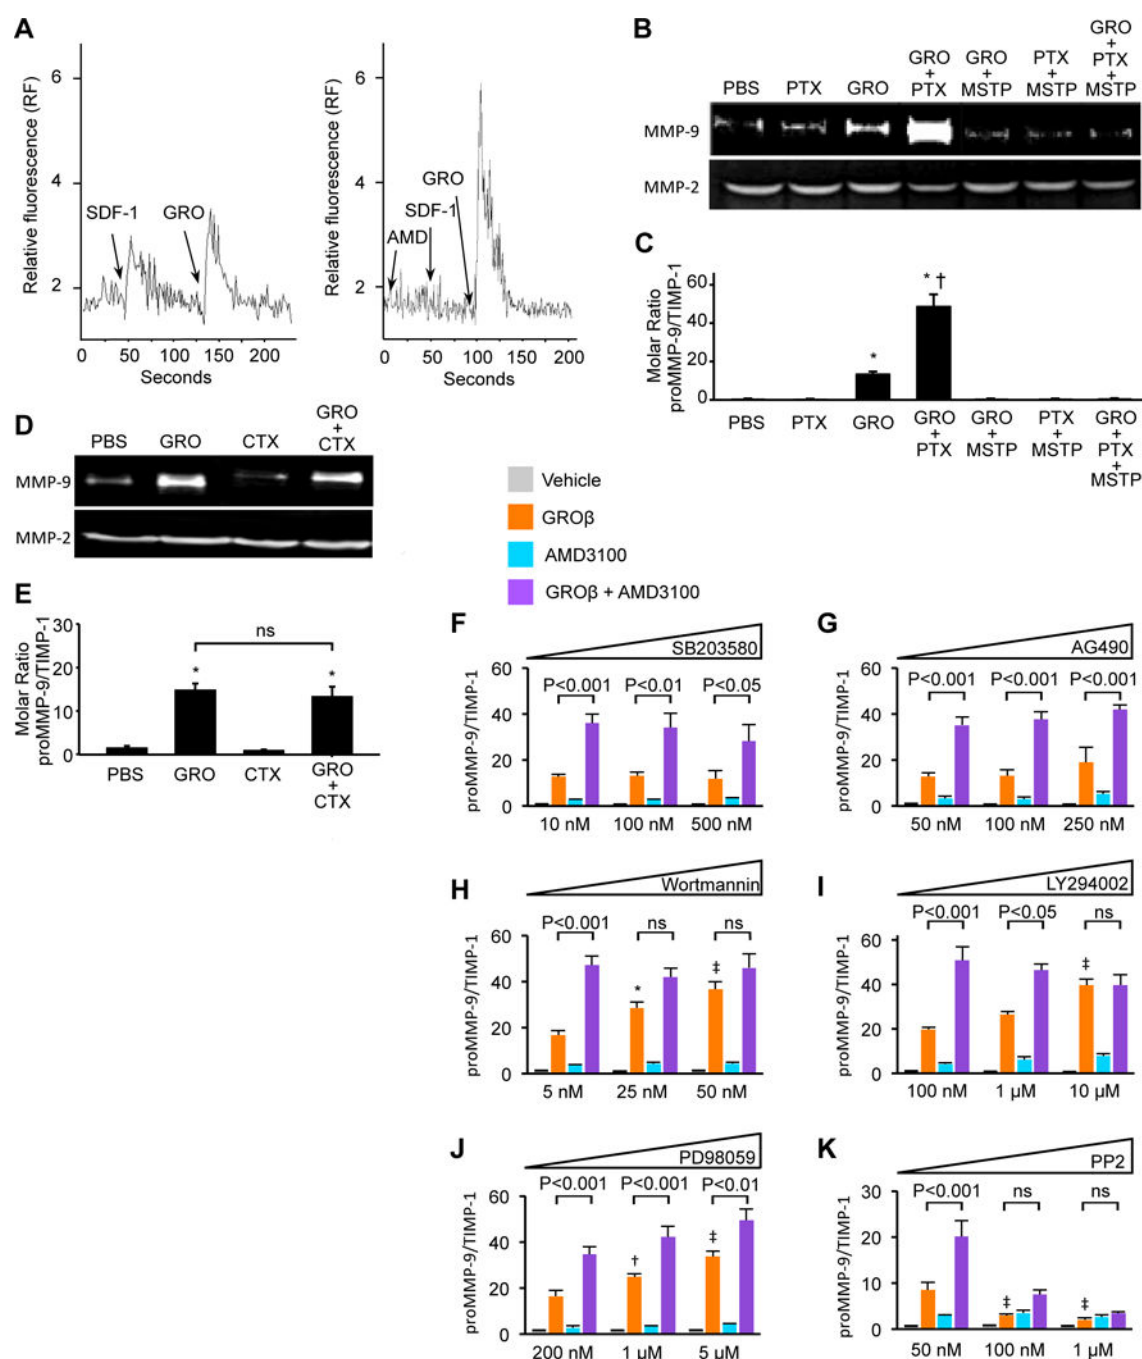 A
Relative fluorescence (RF)
6
4
2
SDF-1
GRO
0 50 100 150 200
Seconds
Relative fluorescence (RF)
6
4
2
GRO
SDF-1
AMD
0 50 100 150 200
Seconds
B
PBS
PTX
GRO
GRO
+
PTX
GRO
+
MSTP
PTX
+
MSTP
GRO
+
PTX
+
MSTP
MMP-9
MMP-2
C
Molar Ratio
proMMP-9/TIMP-1
60
40
20
0
*
* †
PBS
PTX
GRO
GRO
+
PTX
GRO
+
MSTP
PTX
+
MSTP
GRO
+
PTX
+
MSTP
D
PBS
GRO
CTX
GRO
+
CTX
MMP-9
MMP-2
Vehicle
GROβ
AMD3100
GROβ + AMD3100
E
Molar Ratio
proMMP-9/TIMP-1
30
20
10
0
ns
*
*
PBS
GRO
CTX
GRO
+
CTX
F
SB203580
proMMP-9/TIMP-1
60
40
20
0
P<0.001 P<0.01 P<0.05
10 nM 100 nM 500 nM
G
AG490
proMMP-9/TIMP-1
60
40
20
0
P<0.001 P<0.001 P<0.001
50 nM 100 nM 250 nM
H
Wortmannin
proMMP-9/TIMP-1
60
40
20
0
P<0.001 ns ns
* ‡
5 nM 25 nM 50 nM
I
LY294002
proMMP-9/TIMP-1
60
40
20
0
P<0.001 P<0.05 ns
‡
100 nM 1 µM 10 µM
J
PD98059
proMMP-9/TIMP-1
60
40
20
0
P<0.001 P<0.001 P<0.01
† ‡
200 nM 1 µM 5 µM
K
PP2
proMMP-9/TIMP-1
30
20
10
0
P<0.001 ns ns
‡ ‡
50 nM 100 nM 1 µM